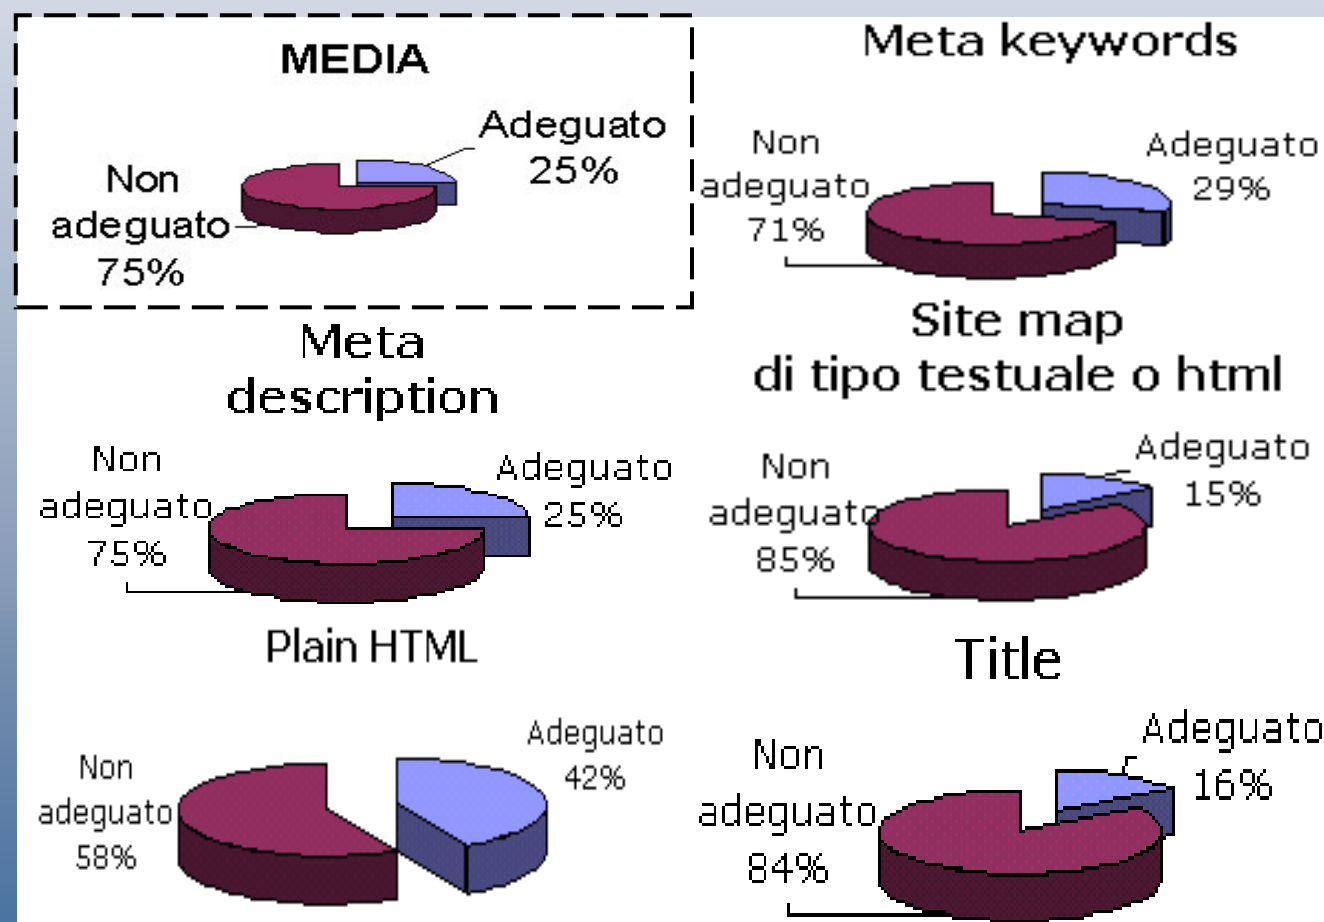 MEDIA
Adeguato
25%
Non
adeguato
75%
Meta keywords
Non
adeguato
71%
Adeguato
29%
Meta
description
Non
adeguato
75%
Adeguato
25%
Site map
di tipo testuale o html
Non
adeguato
85%
Adeguato
15%
Plain HTML
Non
adeguato
58%
Adeguato
42%
Title
Non
adeguato
84%
Adeguato
16%